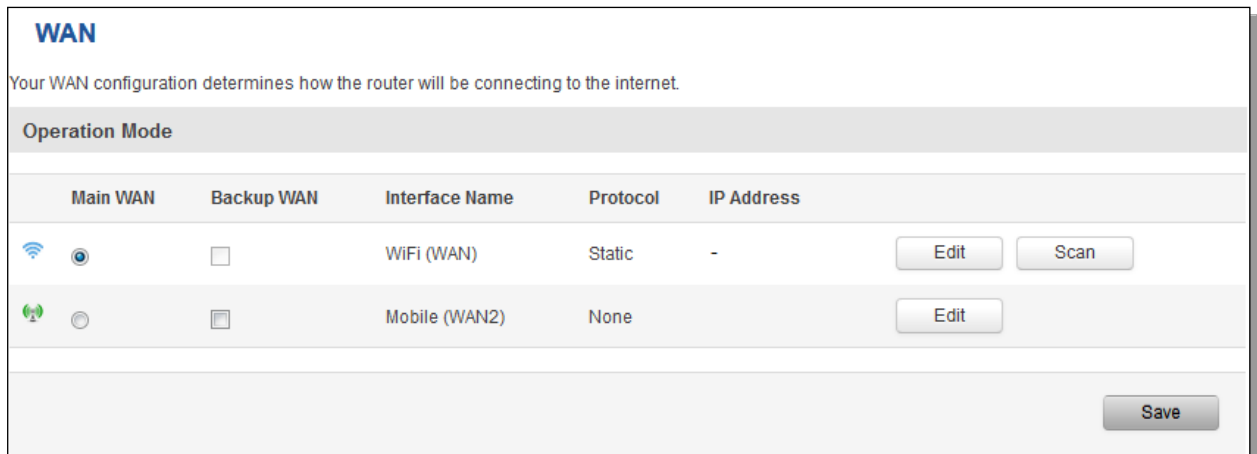 WAN
Your WAN configuration determines how the router will be connecting to the internet.
Operation Mode
Main WAN Backup WAN Interface Name Protocol IP Address
WiFi (WAN) Static - Edit Scan
Mobile (WAN2) None Edit
Save